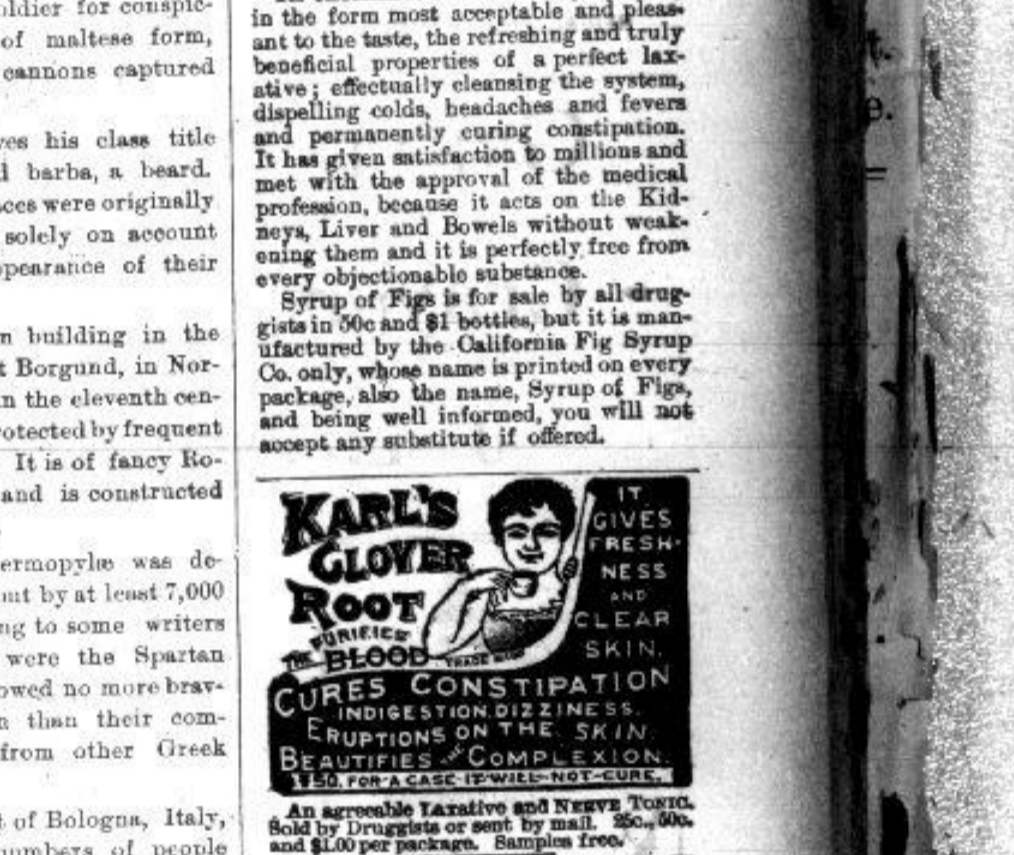 oldier for conspic-
of maltese form,
cannons captured
ves his class title
d barba, a beard.
aces were originally
solely on account
ppearance of their
n building in the
t Borgund, in Nor-
n the eleventh cen-
rotected by frequent
It is of fancy Ro-
and is constructed
ermopylæ was de-
by at least 7,000
ng to some writers
were the Spartan
owed no more brav-
n than their com-
from other Greek
t of Bologna, Italy,
numbers of people
in the form most acceptable and pleas-
ant to the taste, the refreshing and truly
beneficial properties of a perfect lax-
ative; effectually cleansing the system,
dispelling colds, headaches and fevers
and permanently curing constipation.
It has given satisfaction to millions and
met with the approval of the medical
profession, because it acts on the Kid-
neys, Liver and Bowels without weak-
ening them and it is perfectly free from
every objectionable substance.
Syrup of Figs is for sale by all drug-
gists in 50c and $1 bottles, but it is man-
ufactured by the California Fig Syrup
Co. only, whose name is printed on every
package, also the name, Syrup of Figs,
and being well informed, you will not
accept any substitute if offered.
KARL'S
CLOVER
ROOT
PURIFIES
THE BLOOD
TRADE MARK
IT
GIVES
FRESH-
NESS
AND
CLEAR
SKIN.
CURES CONSTIPATION
INDIGESTION, DIZZINESS.
ERUPTIONS ON THE SKIN
BEAUTIFIES THE COMPLEXION.
FOR A CASE IT WILL NOT CURE.
An agreeable Laxative and NERVE TONIC.
Sold by Druggists or sent by mail. 25c., 50c.
and $1.00 per package. Samples free.
t.
e.